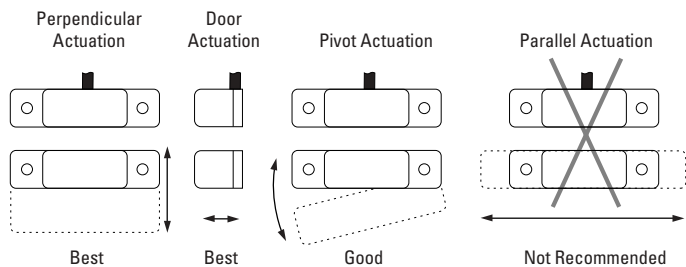 Perpendicular
Actuation
Door
Actuation
Pivot Actuation
Parallel Actuation
Best
Best
Good
Not Recommended